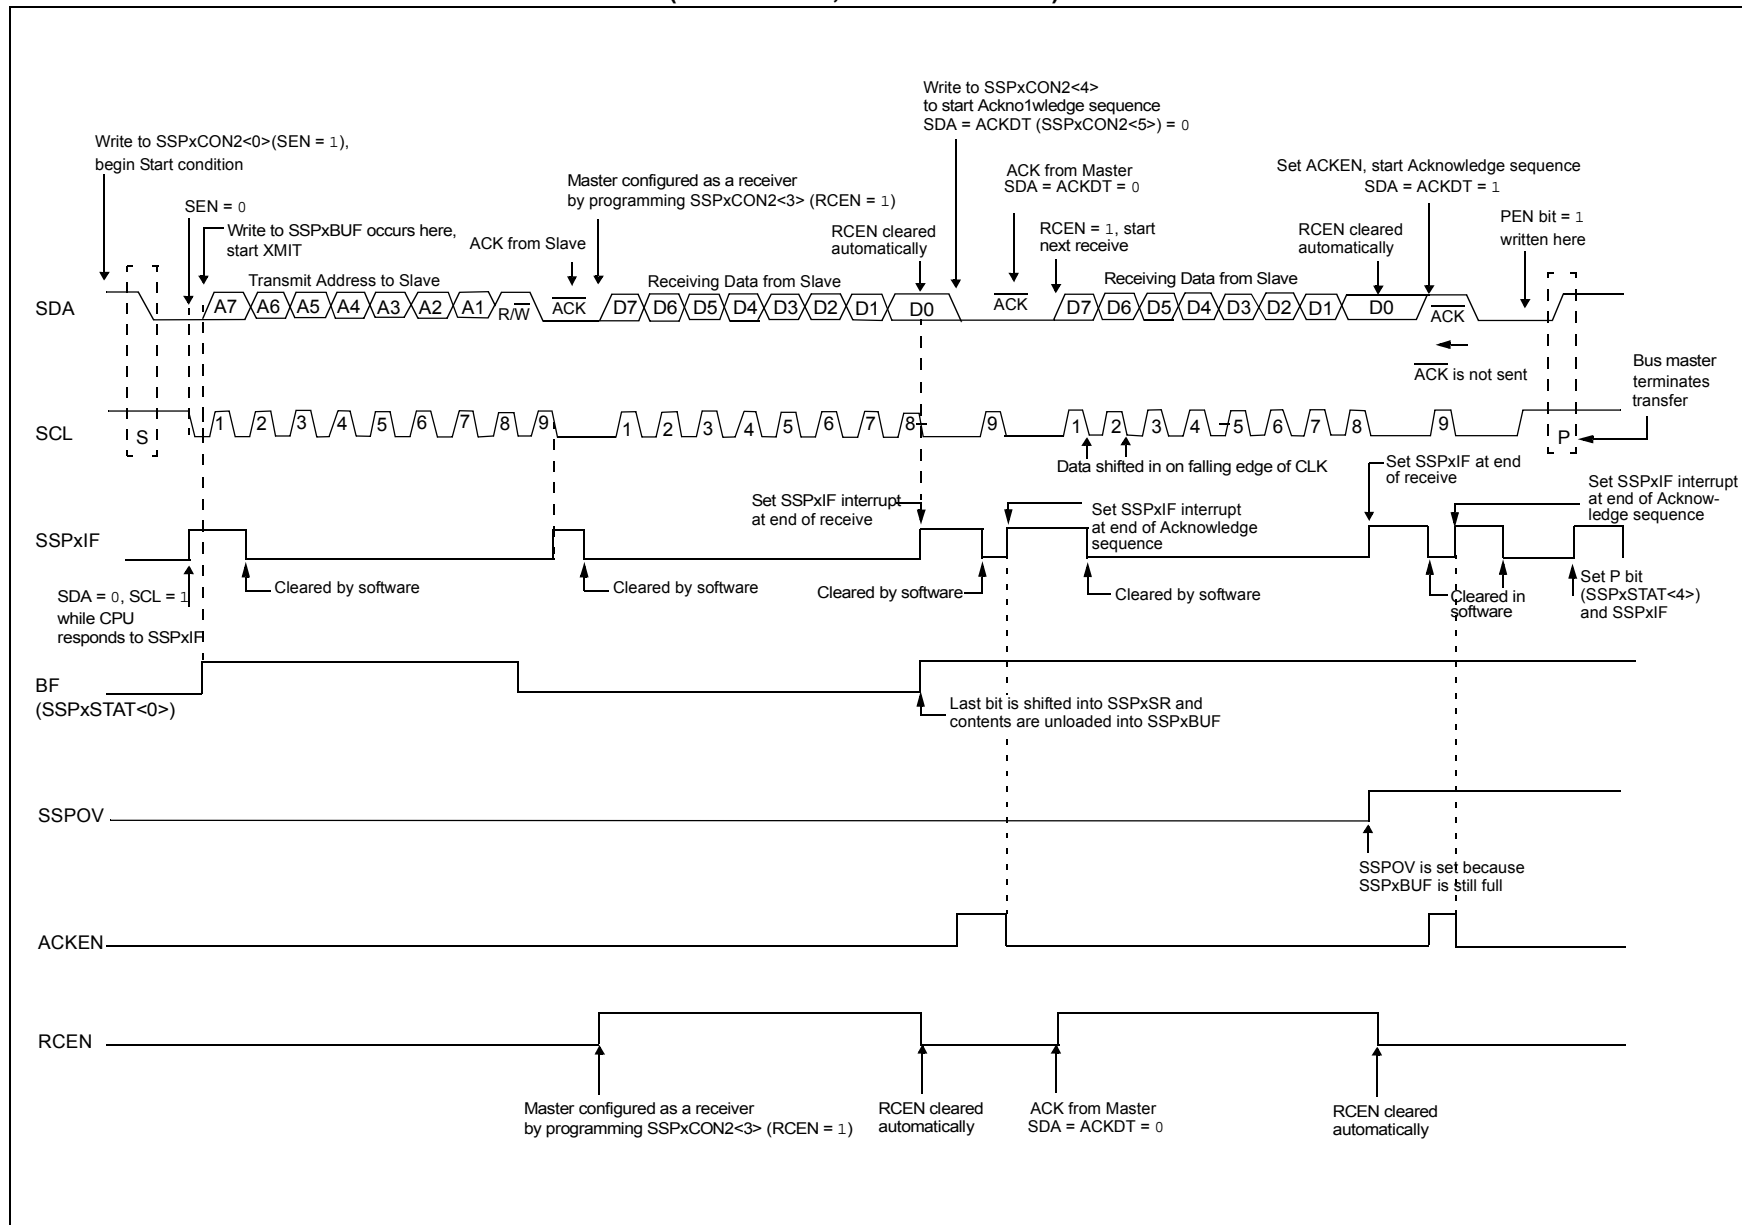 Write to SSPxCON2<4>
to start Ackno1wledge sequence
SDA = ACKDT (SSPxCON2<5>) = 0
Write to SSPxCON2<0>(SEN = 1),
begin Start condition
ACK from Master
SDA = ACKDT = 0
Set ACKEN, start Acknowledge sequence
SDA = ACKDT = 1
Master configured as a receiver
by programming SSPxCON2<3> (RCEN = 1)
SEN = 0
PEN bit = 1
written here
Write to SSPxBUF occurs here,
start XMIT
ACK from Slave
RCEN cleared
automatically
RCEN = 1, start
next receive
RCEN cleared
automatically
Transmit Address to Slave
Receiving Data from Slave
Receiving Data from Slave
SDA
A7 A6 A5 A4 A3 A2 A1 R/W ACK D7 D6 D5 D4 D3 D2 D1 D0 ACK D7 D6 D5 D4 D3 D2 D1 D0 ACK
ACK is not sent
Bus master
terminates
transfer
SCL
S 1 2 3 4 5 6 7 8 9 1 2 3 4 5 6 7 8 9 1 2 3 4 5 6 7 8 9 P
Data shifted in on falling edge of CLK
Set SSPxIF at end
of receive
Set SSPxIF interrupt
at end of receive
Set SSPxIF interrupt
at end of Acknowledge
sequence
Set SSPxIF interrupt
at end of Acknow-
ledge sequence
SSPxIF
Cleared by software
Cleared by software
Cleared by software
Cleared by software
Cleared in
software
Set P bit
(SSPxSTAT<4>)
and SSPxIF
SDA = 0, SCL = 1
while CPU
responds to SSPxIF
BF
(SSPxSTAT<0>)
Last bit is shifted into SSPxSR and
contents are unloaded into SSPxBUF
SSPOV
SSPOV is set because
SSPxBUF is still full
ACKEN
RCEN
Master configured as a receiver
by programming SSPxCON2<3> (RCEN = 1)
RCEN cleared
automatically
ACK from Master
SDA = ACKDT = 0
RCEN cleared
automatically